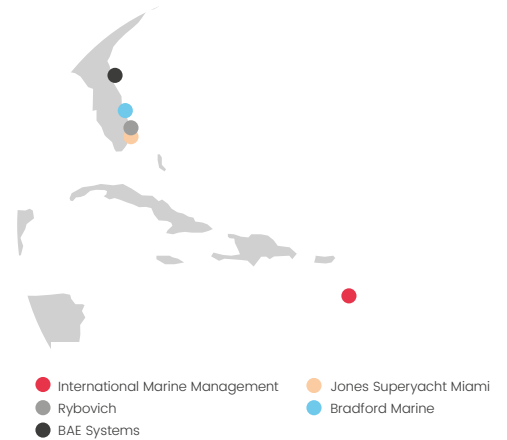 International Marine Management
Rybovich
BAE Systems
Jones Superyacht Miami
Bradford Marine